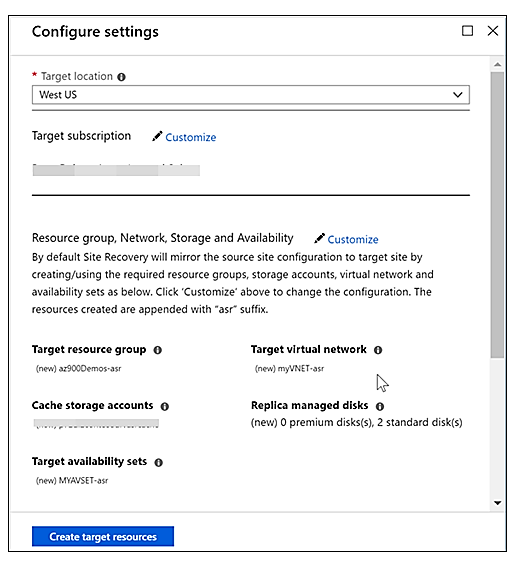 Configure settings
* Target location
West US
Target subscription Customize
Resource group, Network, Storage and Availability Customize
By default Site Recovery will mirror the source site configuration to target site by
creating/using the required resource groups, storage accounts, virtual network and
availability sets as below. Click 'Customize' above to change the configuration. The
resources created are appended with "asr" suffix.
Target resource group Target virtual network
(new) az900Demos-asr (new) myVNET-asr
Cache storage accounts Replica managed disks
(new) 0 premium disks(s), 2 standard disk(s)
Target availability sets
(new) MYAVSET-asr
Create target resources